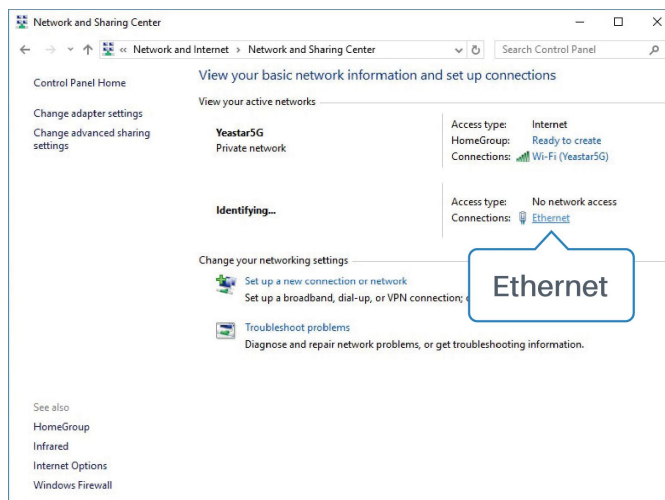 Network and Sharing Center
« Network and Internet › Network and Sharing Center
Search Control Panel
Control Panel Home
Change adapter settings
Change advanced sharing
settings
View your basic network information and set up connections
View your active networks
Yeastar5G
Private network
Access type: Internet
HomeGroup: Ready to create
Connections: Wi-Fi (Yeastar5G)
Identifying...
Access type: No network access
Connections: Ethernet
Ethernet
Change your networking settings
Set up a new connection or network
Set up a broadband, dial-up, or VPN connection;
Troubleshoot problems
Diagnose and repair network problems, or get troubleshooting information.
See also
HomeGroup
Infrared
Internet Options
Windows Firewall